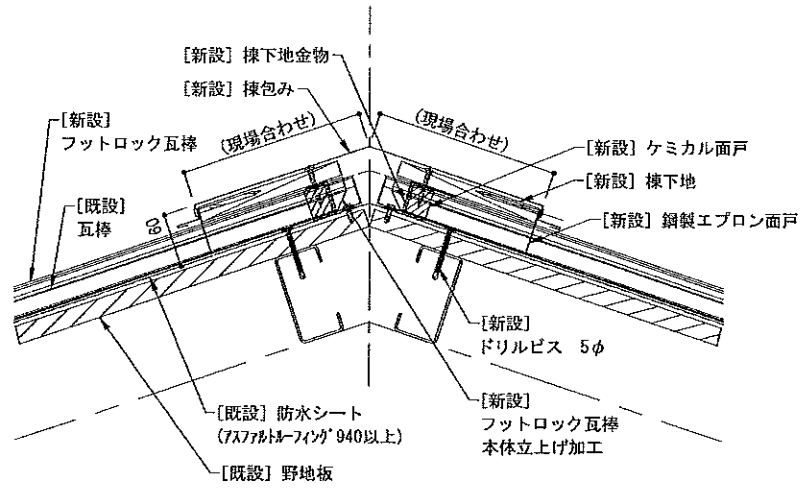 [新設] 棟下地金物
[新設] 棟包み
[新設]
フットロック瓦棒
(現場合わせ)
(現場合わせ)
[新設] ケミカル面戸
[新設] 棟下地
[既設]
瓦棒
60
[新設] 鋼製エプロン面戸
[新設]
ドリルビス 5φ
[既設] 防水シート
(アスファルトルーフィング940以上)
[新設]
フットロック瓦棒
本体立上げ加工
[既設] 野地板